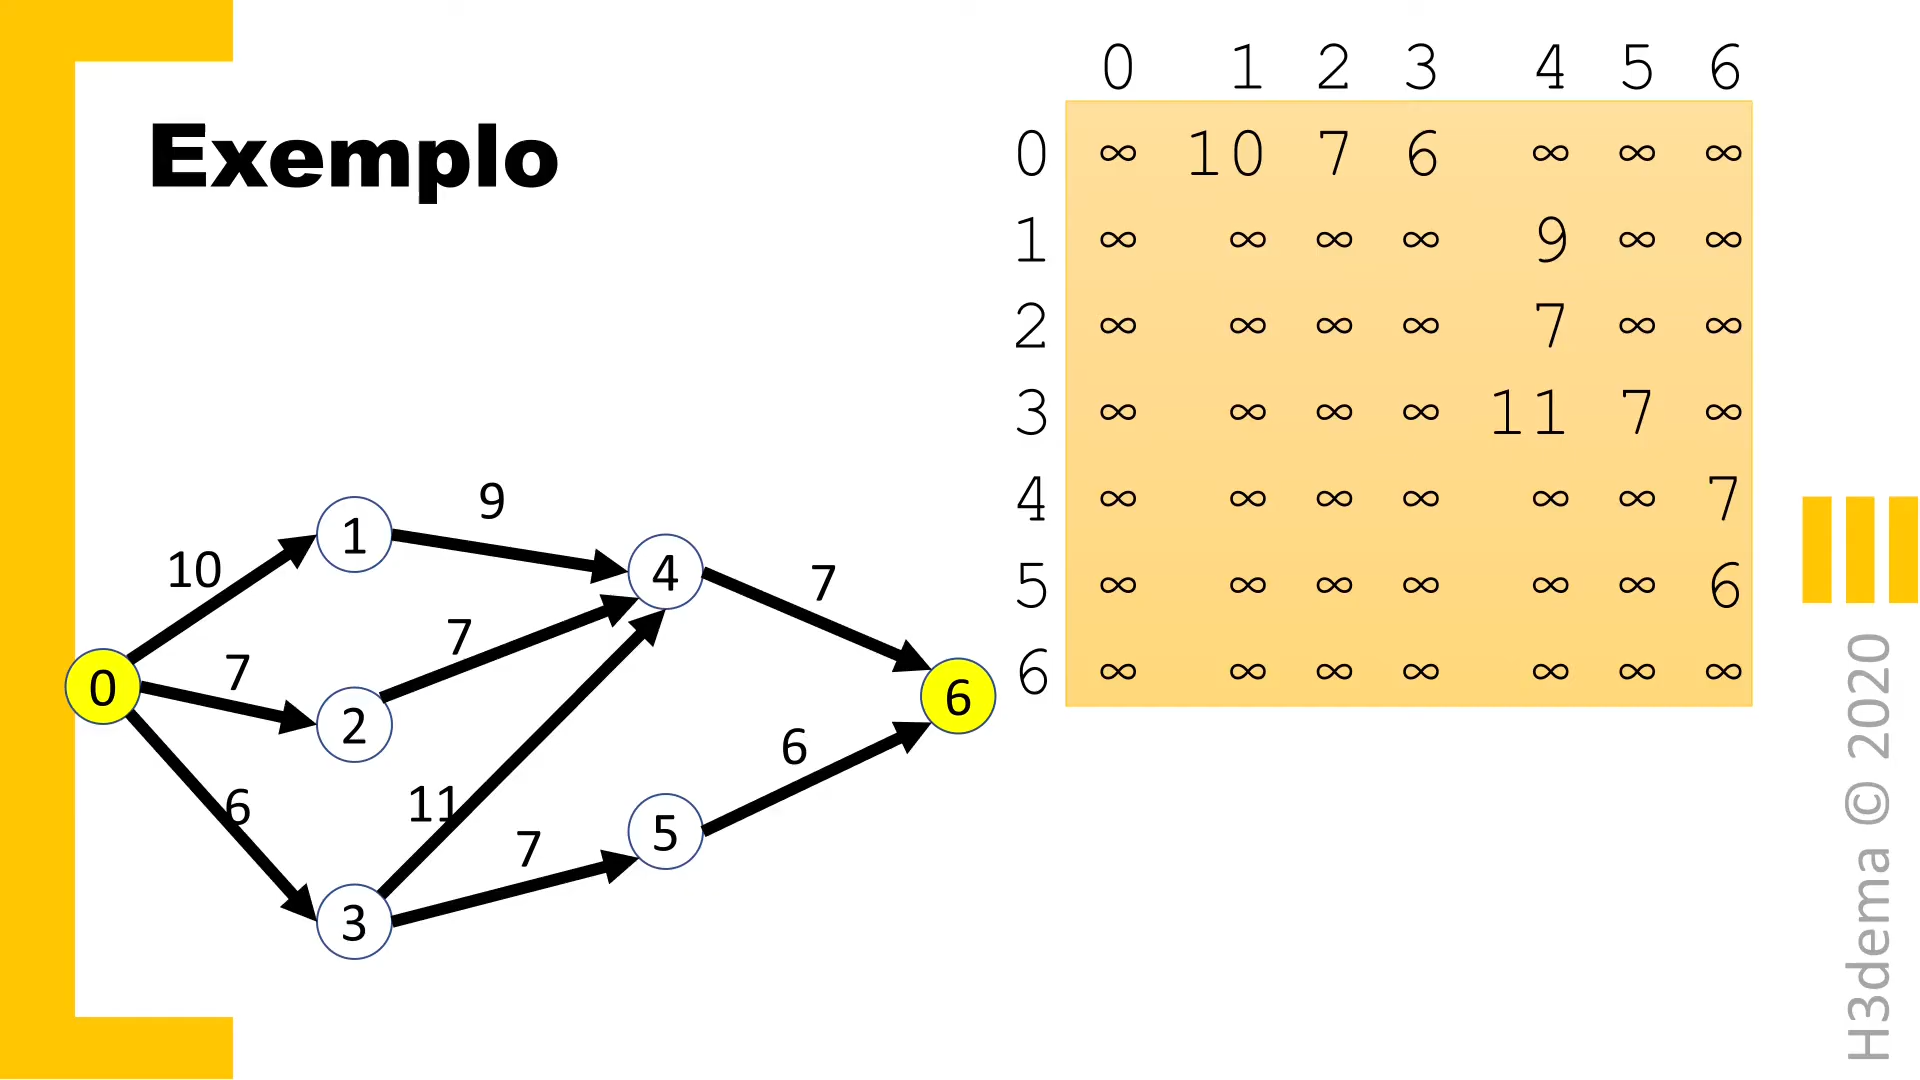 Exemplo
0 1 2 3 4 5 6
0 ∞ 10 7 6 ∞ ∞ ∞
1 ∞ ∞ ∞ ∞ 9 ∞ ∞
2 ∞ ∞ ∞ ∞ 7 ∞ ∞
3 ∞ ∞ ∞ ∞ 11 7 ∞
4 ∞ ∞ ∞ ∞ ∞ ∞ 7
5 ∞ ∞ ∞ ∞ ∞ ∞ 6
6 ∞ ∞ ∞ ∞ ∞ ∞ ∞
9
1
10
4
7
7
7
0
6
2
6
6
11
7
5
3
H3dema © 2020